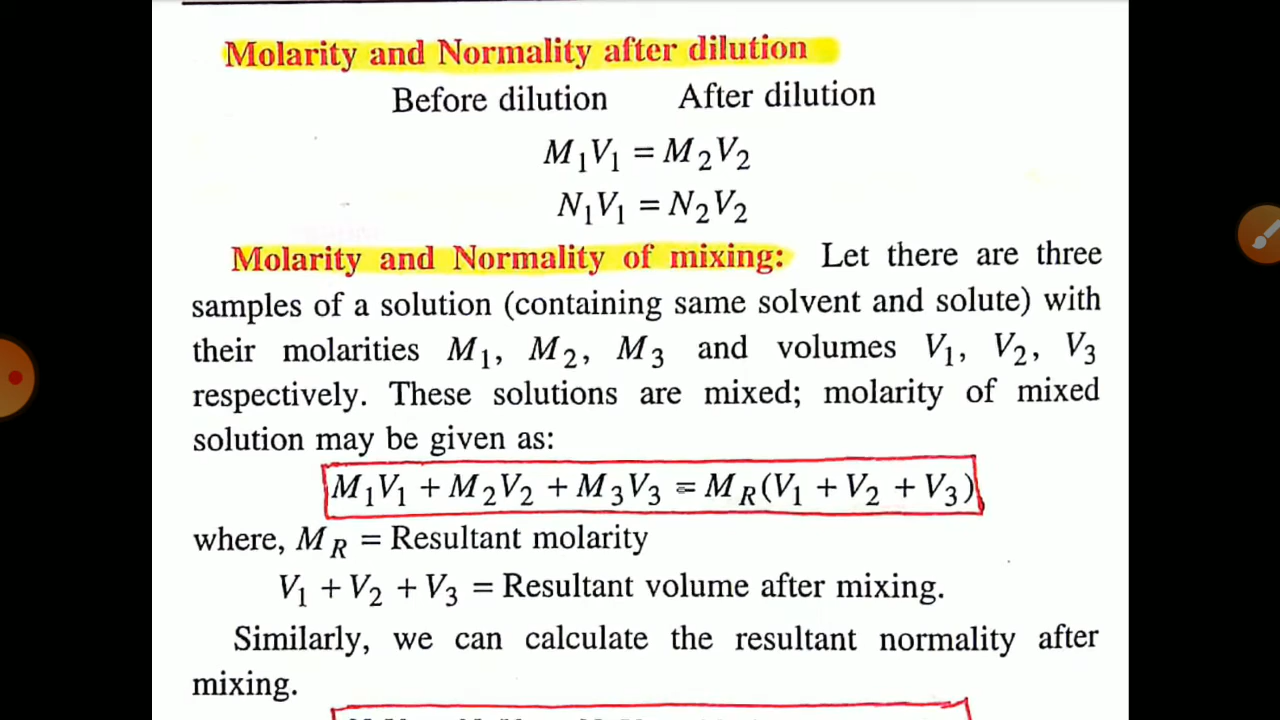 Molarity and Normality after dilution
Before dilution After dilution
M₁V₁ = M₂V₂
N₁V₁ = N₂V₂
Molarity and Normality of mixing: Let there are three
samples of a solution (containing same solvent and solute) with
their molarities M₁, M₂, M₃ and volumes V₁, V₂, V₃
respectively. These solutions are mixed; molarity of mixed
solution may be given as:
M₁V₁ + M₂V₂ + M₃V₃ = M_R(V₁ + V₂ + V₃)
where, M_R = Resultant molarity
V₁ + V₂ + V₃ = Resultant volume after mixing.
Similarly, we can calculate the resultant normality after
mixing.